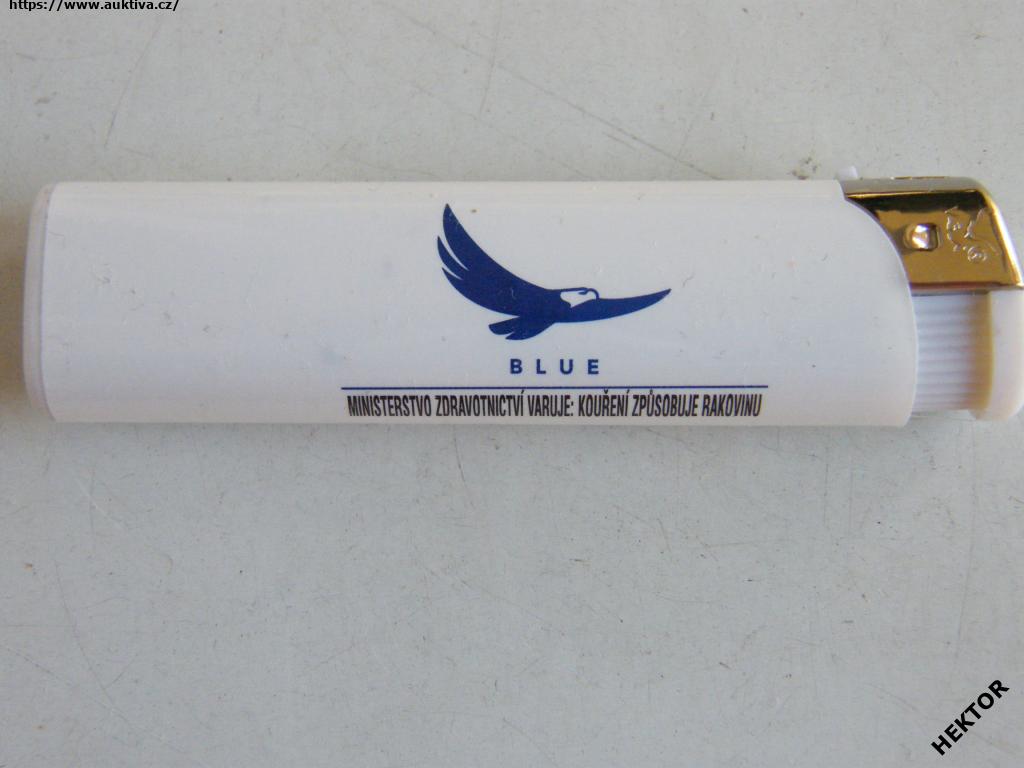 https://www.auktiva.cz/
BLUE
MINISTERSTVO ZDRAVOTNICTVÍ VARUJE: KOUŘENÍ ZPŮSOBUJE RAKOVINU
HEKTOR